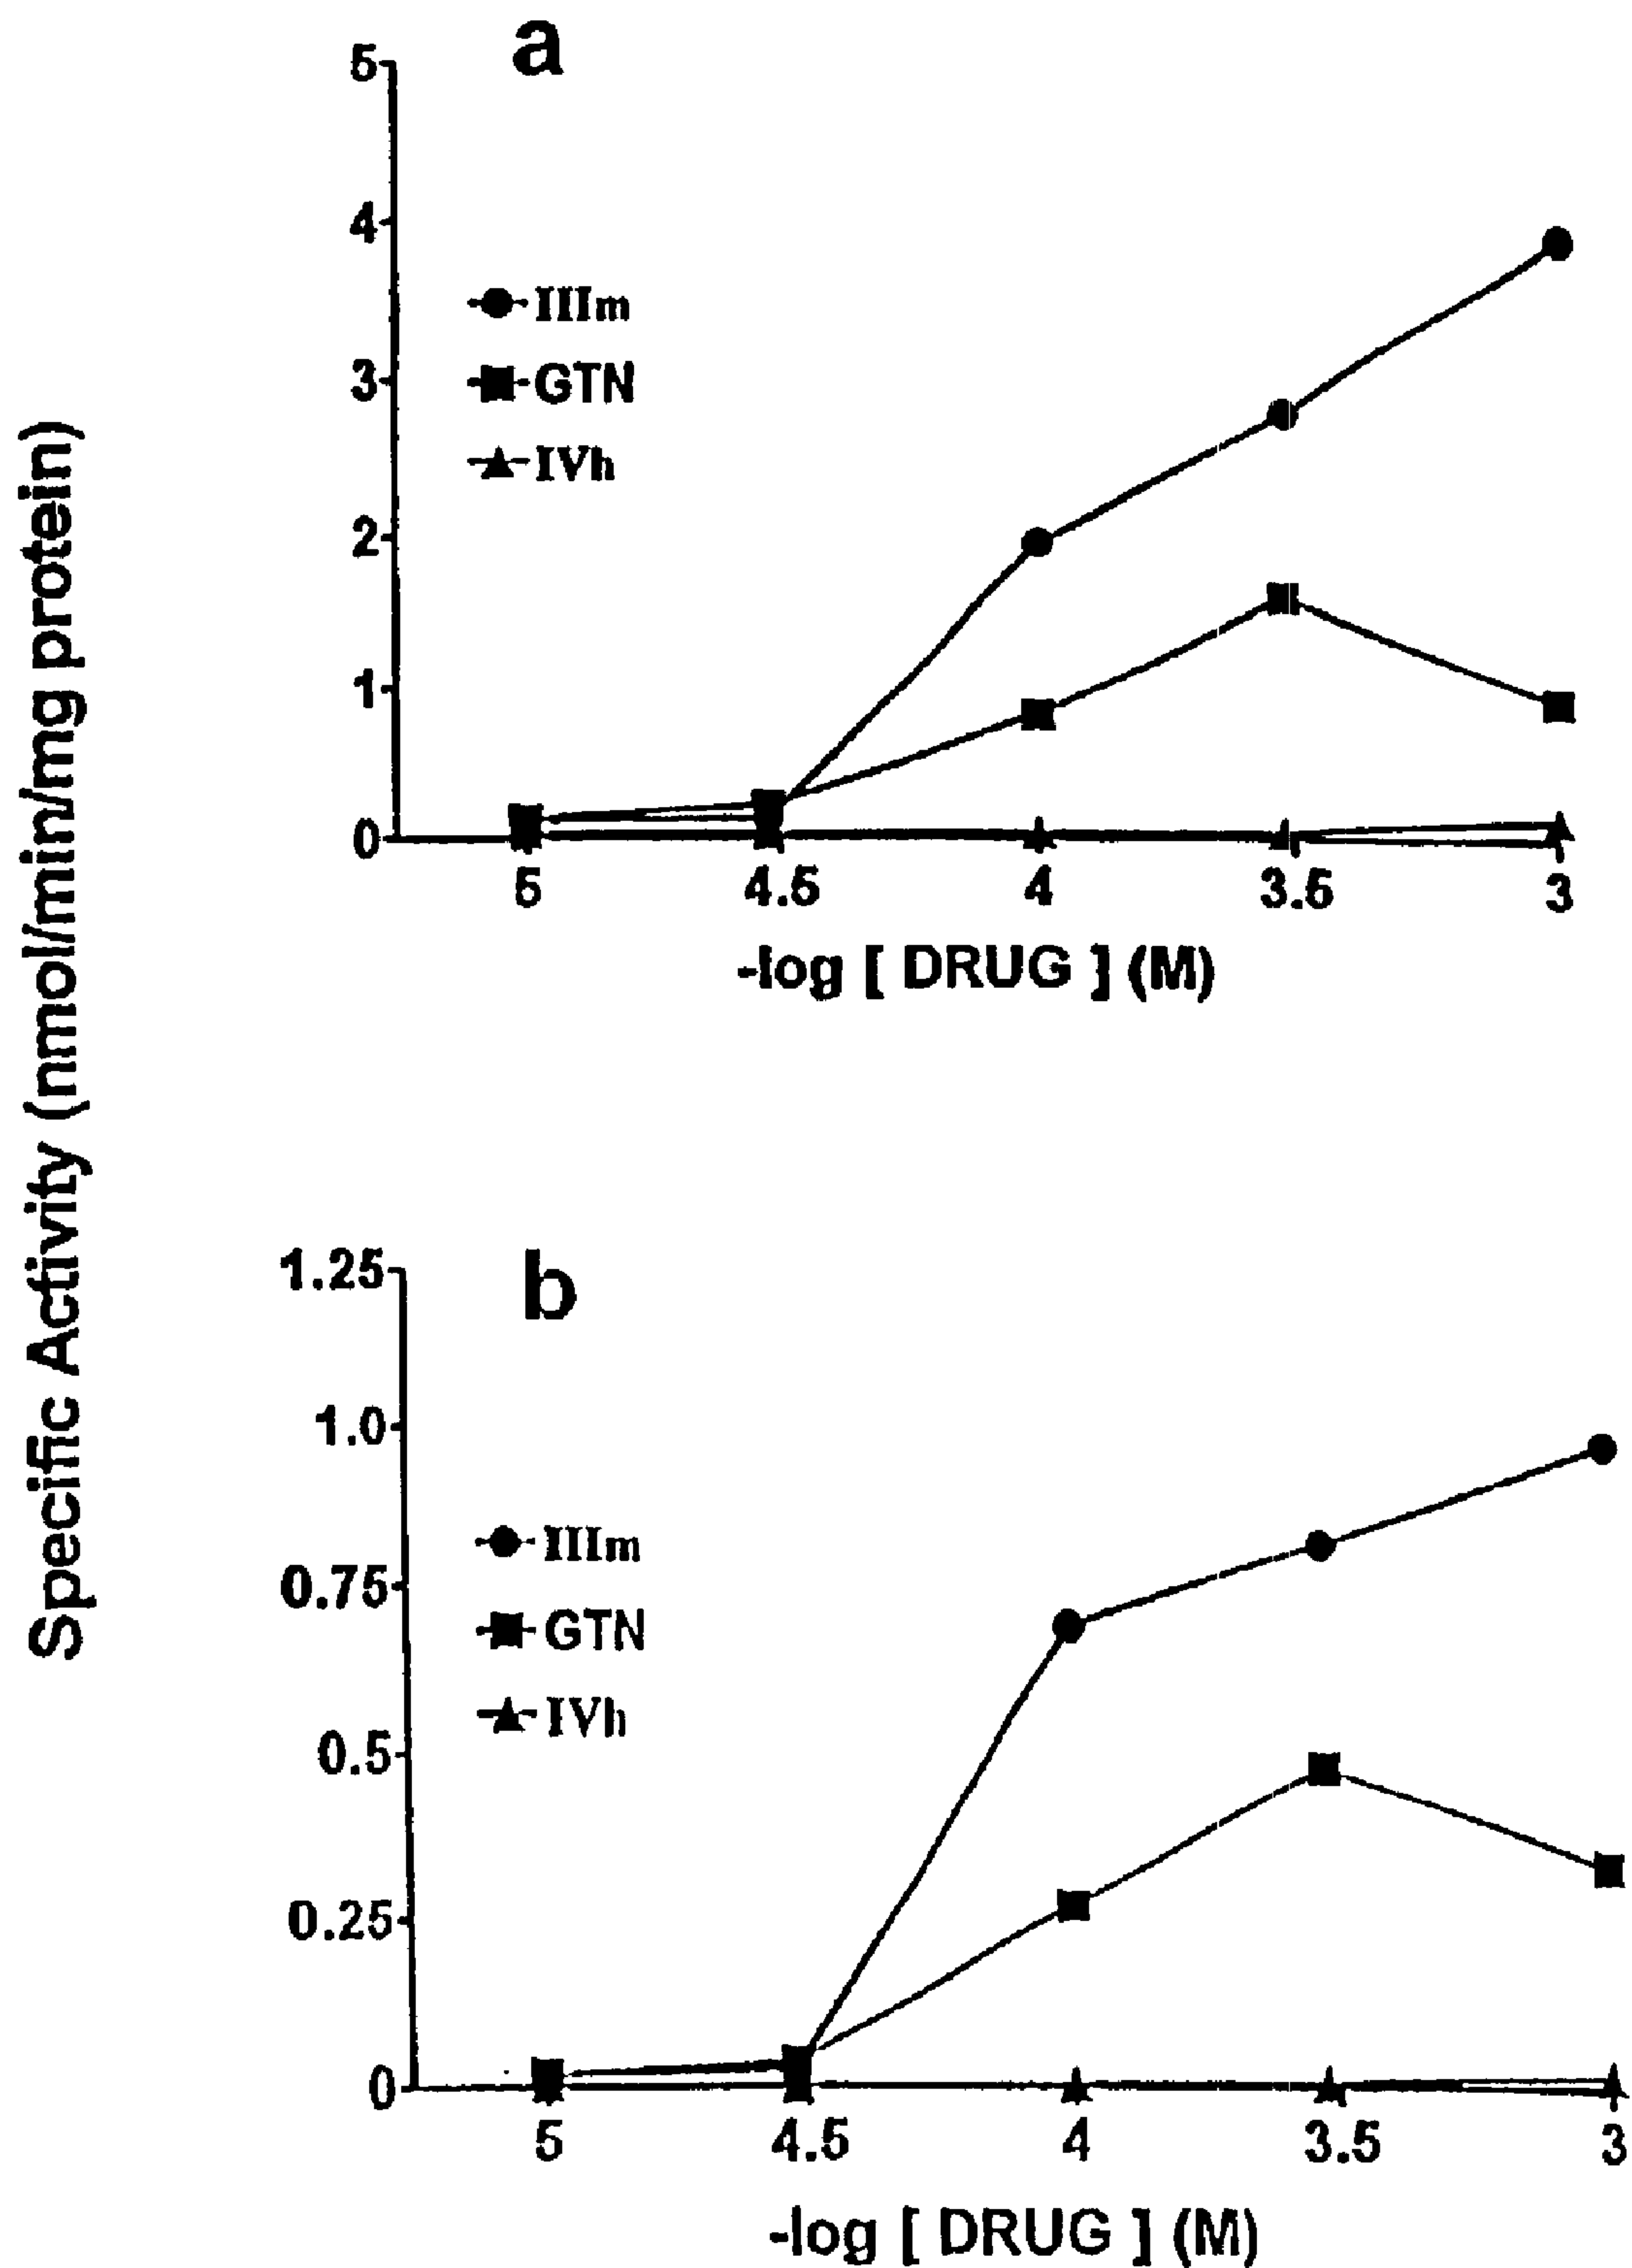 a
5
4
3
2
1
0
IIIm
GTN
IVh
5 4.5 4 3.5 3
-log [ DRUG ] (M)
Specific Activity (nmol/min/mg protein)
b
1.25
1.0
0.75
0.5
0.25
0
IIIm
GTN
IVh
5 4.5 4 3.5 3
-log [ DRUG ] (M)